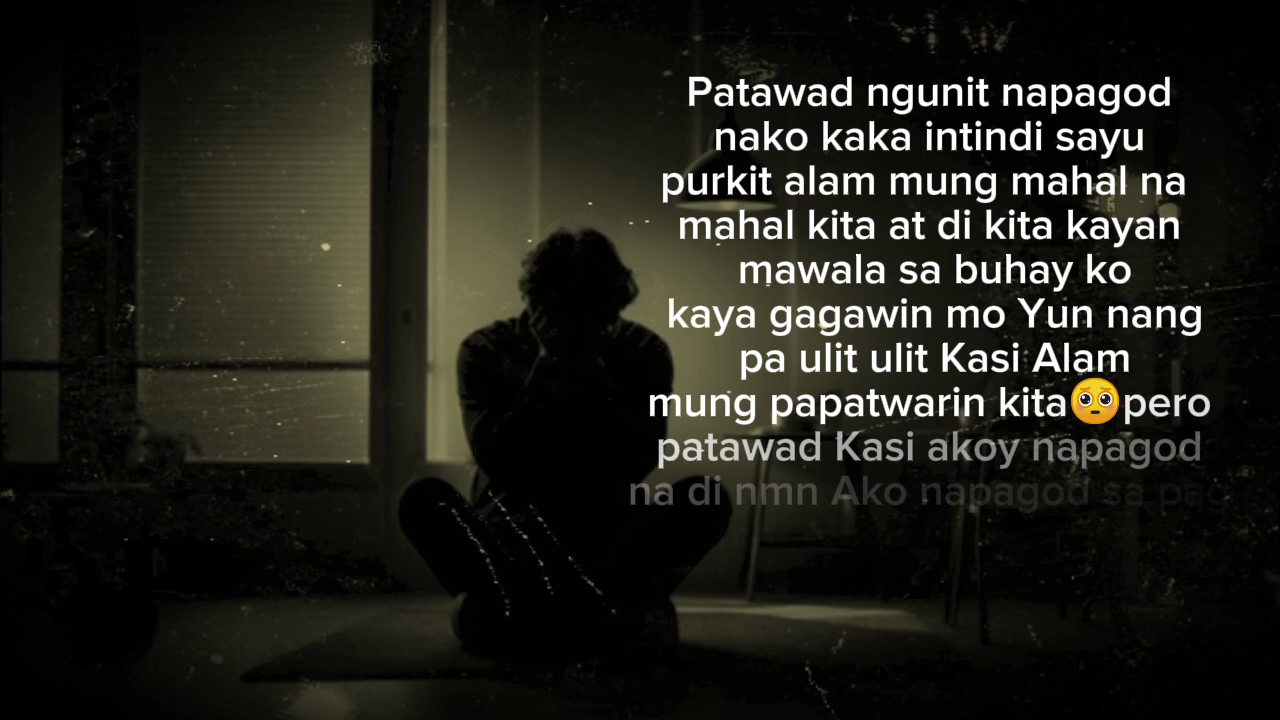 Patawad ngunit napagod
nako kaka intindi sayu
purkit alam mung mahal na
mahal kita at di kita kayan
mawala sa buhay ko
kaya gagawin mo Yun nang
pa ulit ulit Kasi Alam
mung papatwarin kita🥺pero
patawad Kasi akoy napagod
na di nmn Ako napagod sa